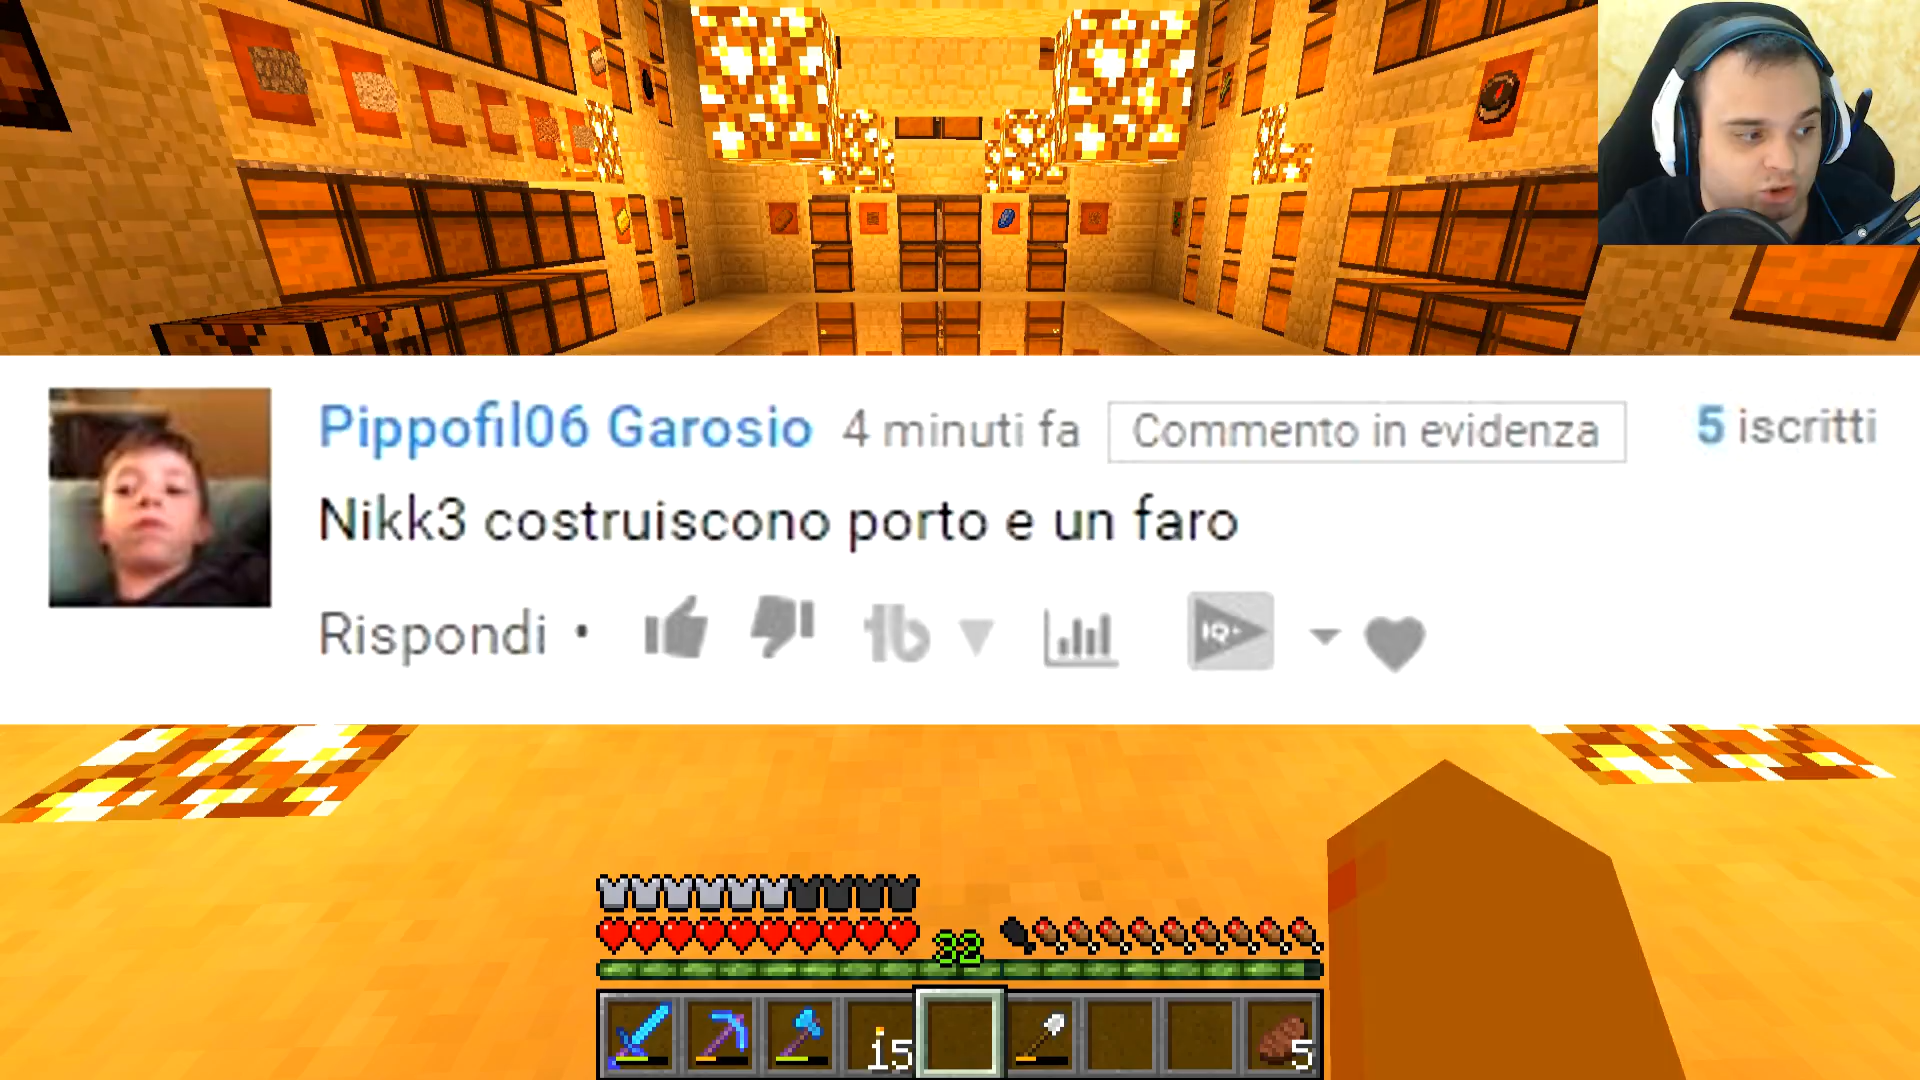 Pippofil06 Garosio 4 minuti fa Commento in evidenza 5 iscritti
Nikk3 costruiscono porto e un faro
Rispondi •
IQ+
32
15
5